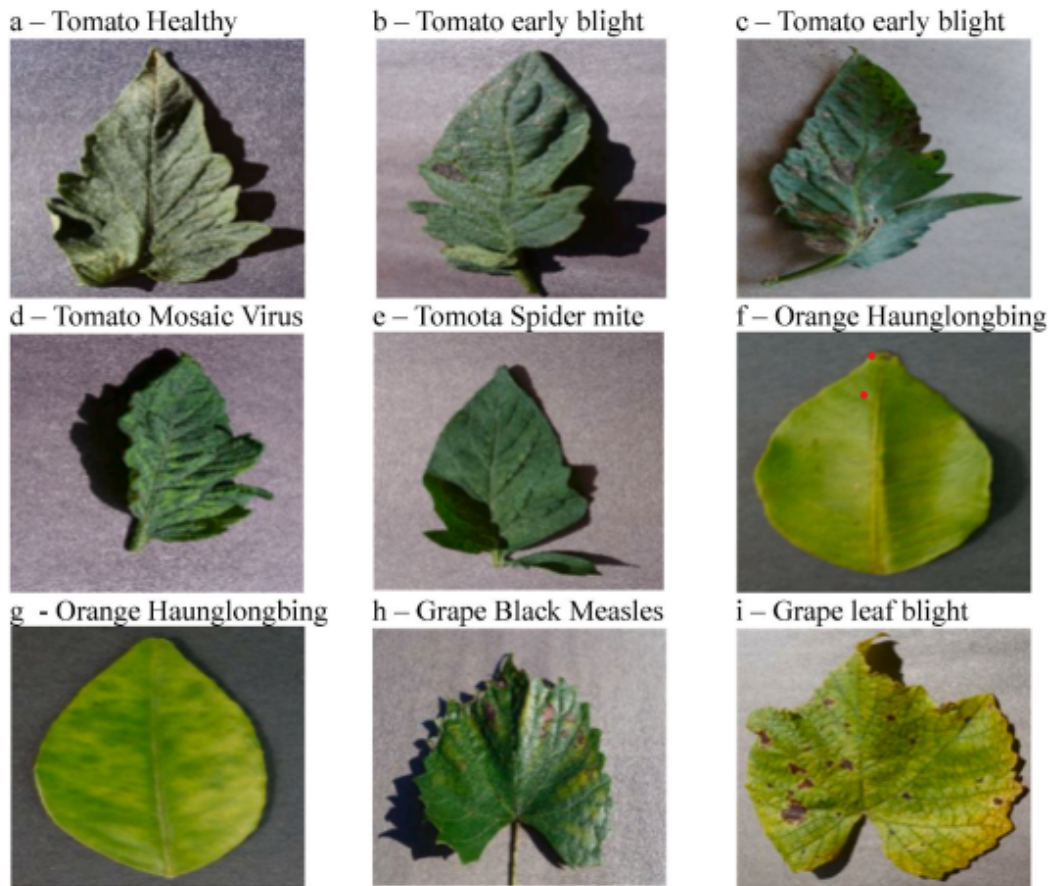 a – Tomato Healthy
b – Tomato early blight
c – Tomato early blight
d – Tomato Mosaic Virus
e – Tomota Spider mite
f – Orange Haunglongbing
g - Orange Haunglongbing
h – Grape Black Measles
i – Grape leaf blight